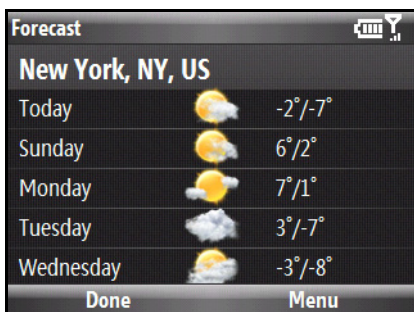 Forecast
New York, NY, US
Today -2°/-7°
Sunday 6°/2°
Monday 7°/1°
Tuesday 3°/-7°
Wednesday -3°/-8°
Done Menu